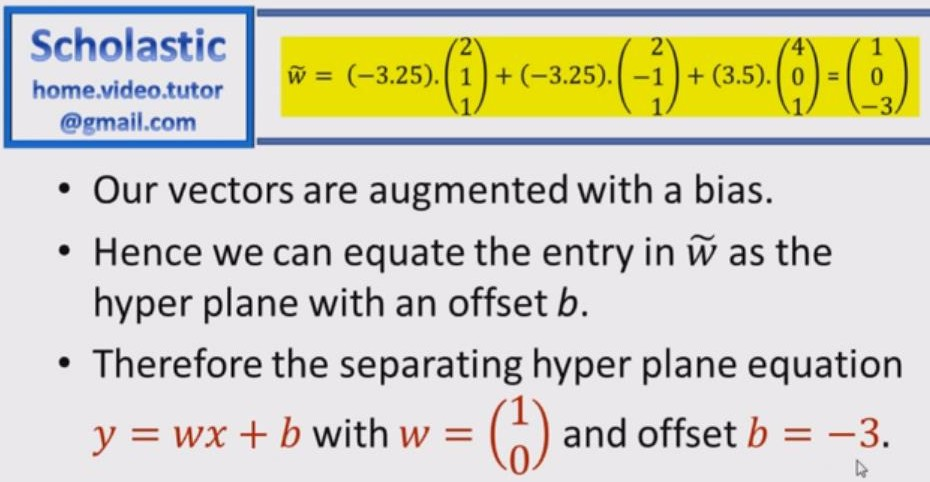 Scholastic
home.video.tutor
@gmail.com
w̃ = (−3.25).(2 1 1) + (−3.25).(2 −1 1) + (3.5).(4 0 1) = (1 0 −3)
• Our vectors are augmented with a bias.
• Hence we can equate the entry in w̃ as the
hyper plane with an offset b.
• Therefore the separating hyper plane equation
y = wx + b with w = (1 0) and offset b = −3.